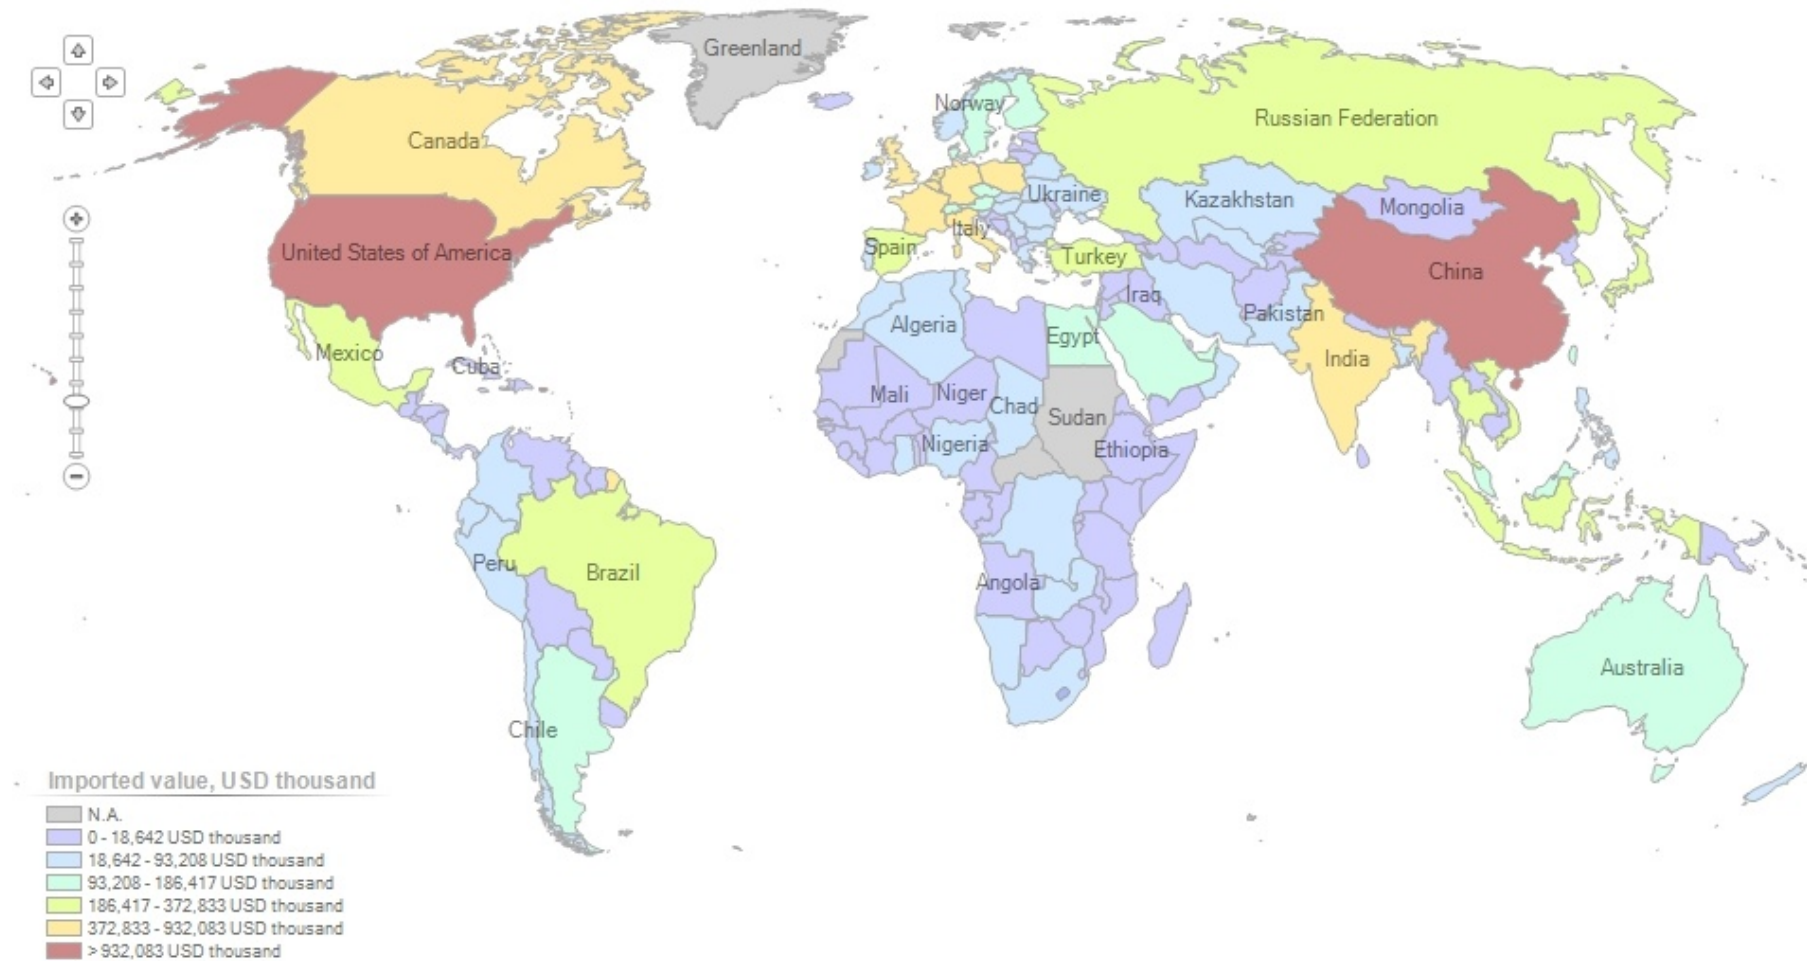 Greenland
Norway
Russian Federation
Canada
Ukraine
Kazakhstan
Mongolia
Italy
United States of America
Spain
Turkey
China
Iraq
Pakistan
Algeria
Egypt
Mexico
India
Cuba
Mali
Niger
Chad
Sudan
Nigeria
Ethiopia
Peru
Brazil
Angola
Australia
Chile
Imported value, USD thousand
N.A.
0 - 18,642 USD thousand
18,642 - 93,208 USD thousand
93,208 - 186,417 USD thousand
186,417 - 372,833 USD thousand
372,833 - 932,083 USD thousand
> 932,083 USD thousand